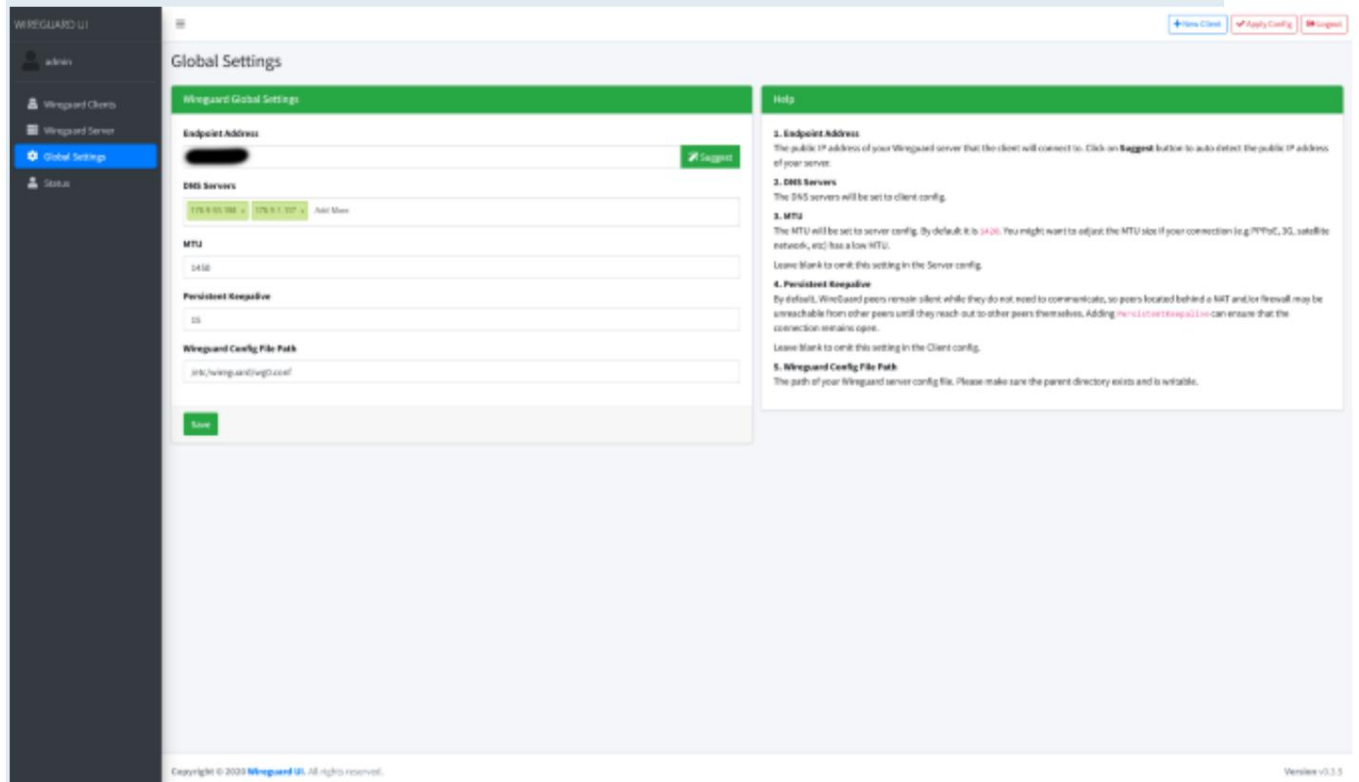 WIREGUARD UI
+New Client
Apply Config
Logout
admin
Global Settings
Wireguard Clients
Wireguard Server
Global Settings
Status
Wireguard Global Settings
Endpoint Address
Suggest
DNS Servers
Add More
MTU
1450
Persistent Keepalive
15
Wireguard Config File Path
/etc/wireguard/wg0.conf
Save
Help
1. Endpoint Address
The public IP address of your Wireguard server that the client will connect to. Click on Suggest button to auto detect the public IP address
of your server.
2. DNS Servers
The DNS servers will be set to client config.
3. MTU
The MTU will be set to server config. By default it is 1420. You might want to adjust the MTU size if your connection (e.g PPPoE, 3G, satellite
network, etc) has a low MTU.
Leave blank to omit this setting in the Server config.
4. Persistent Keepalive
By default, WireGuard peers remain silent while they do not need to communicate, so peers located behind a NAT and/or firewall may be
unreachable from other peers until they reach out to other peers themselves. Adding PersistentKeepalive can ensure that the
connection remains open.
Leave blank to omit this setting in the Client config.
5. Wireguard Config File Path
The path of your Wireguard server config file. Please make sure the parent directory exists and is writable.
Copyright © 2020 Wireguard UI. All rights reserved.
Version v0.3.5